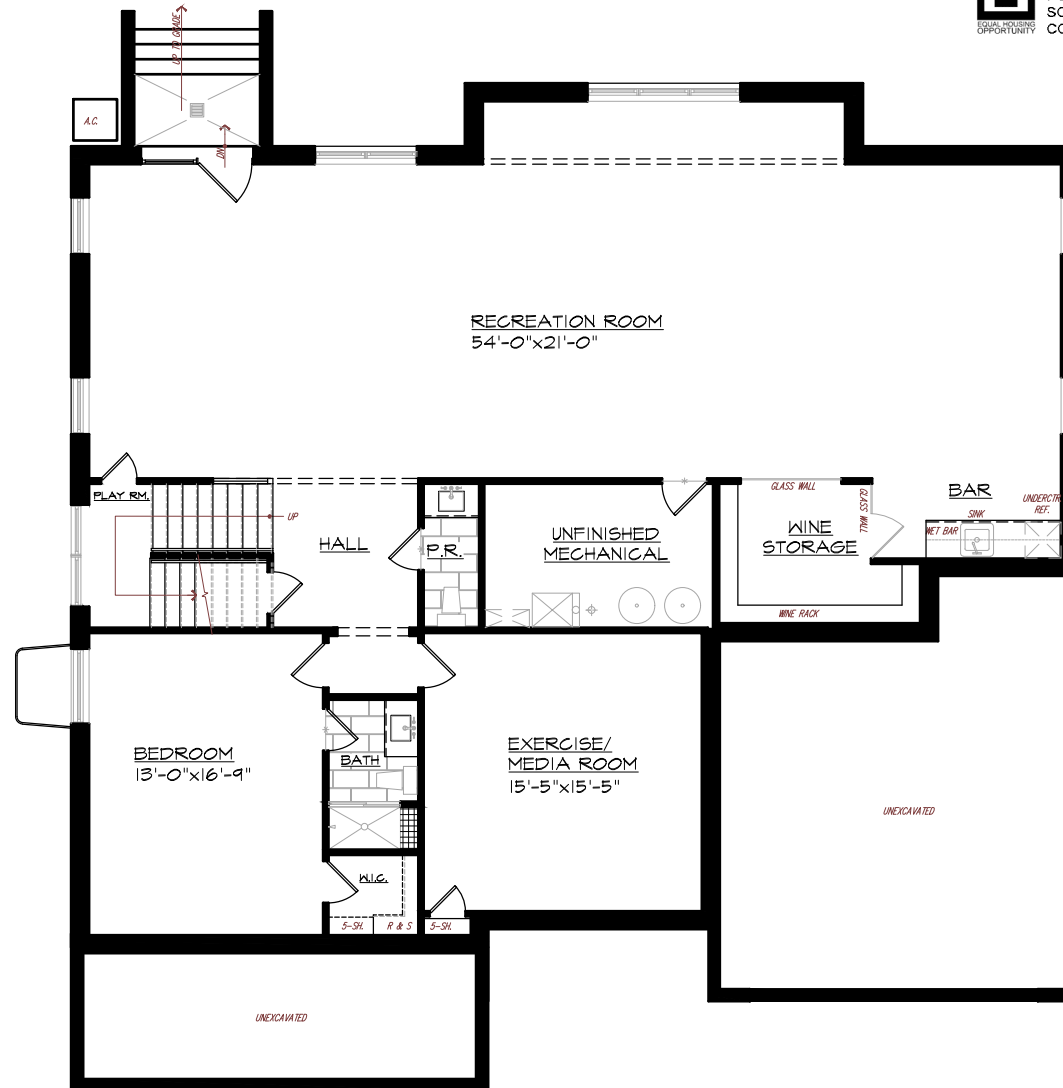 UP TO GRADE
A.C.
DN
EQUAL HOUSING
OPPORTUNITY
RECREATION ROOM
54'-0"x21'-0"
PLAY RM.
UP
HALL
P.R.
UNFINISHED
MECHANICAL
GLASS WALL
GLASS WALL
WINE
STORAGE
WINE RACK
BAR
SINK
WET BAR
REF.
BEDROOM
13'-0"x16'-9"
BATH
EXERCISE/
MEDIA ROOM
15'-5"x15'-5"
W.I.C.
5-SH.
R & S
5-SH.
UNEXCAVATED
UNEXCAVATED